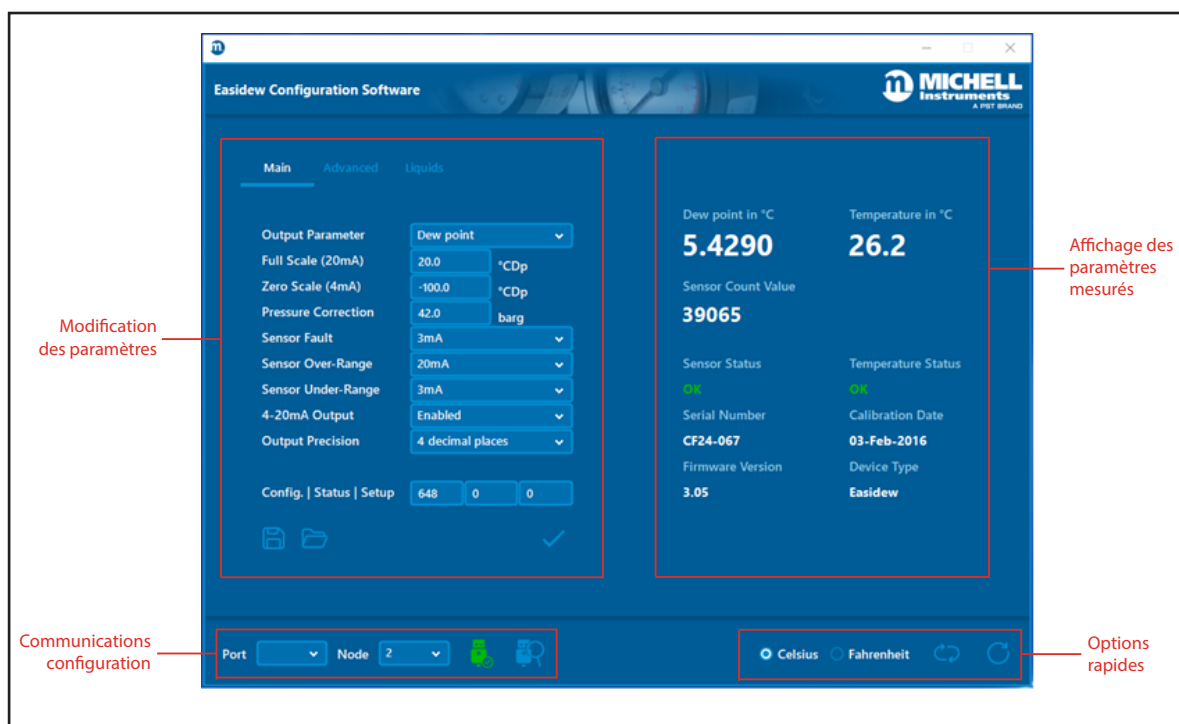 Easidew Configuration Software
m MICHELL
Instruments
A PST BRAND
Main Advanced Liquids
Output Parameter Dew point
Full Scale (20mA) 20.0 °CDp
Zero Scale (4mA) -100.0 °CDp
Pressure Correction 42.0 barg
Sensor Fault 3mA
Sensor Over-Range 20mA
Sensor Under-Range 3mA
4-20mA Output Enabled
Output Precision 4 decimal places
Config. | Status | Setup 648 0 0
Modification
des paramètres
Dew point in °C Temperature in °C
5.4290 26.2
Sensor Count Value
39065
Sensor Status Temperature Status
OK OK
Serial Number Calibration Date
CF24-067 03-Feb-2016
Firmware Version Device Type
3.05 Easidew
Affichage des
paramètres
mesurés
Communications
configuration
Port Node 2
Celsius Fahrenheit
Options
rapides